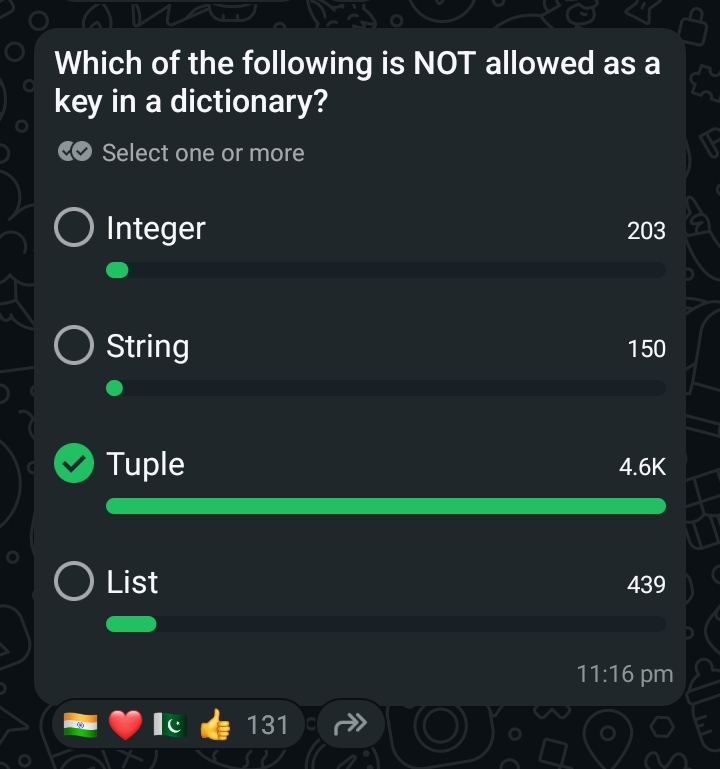 Which of the following is NOT allowed as a
key in a dictionary?
Select one or more
Integer 203
String 150
Tuple 4.6K
List 439
11:16 pm
131